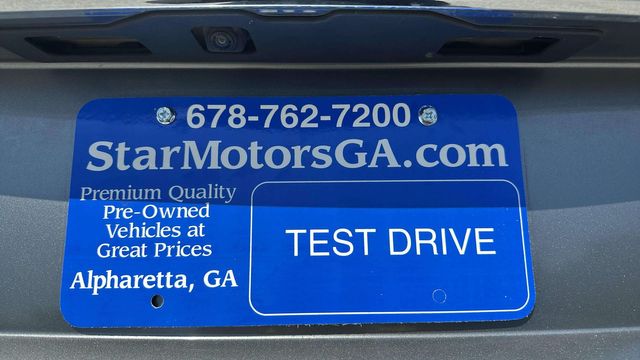 678-762-7200
StarMotorsGA.com
Premium Quality
Pre-Owned
Vehicles at
Great Prices
Alpharetta, GA
TEST DRIVE